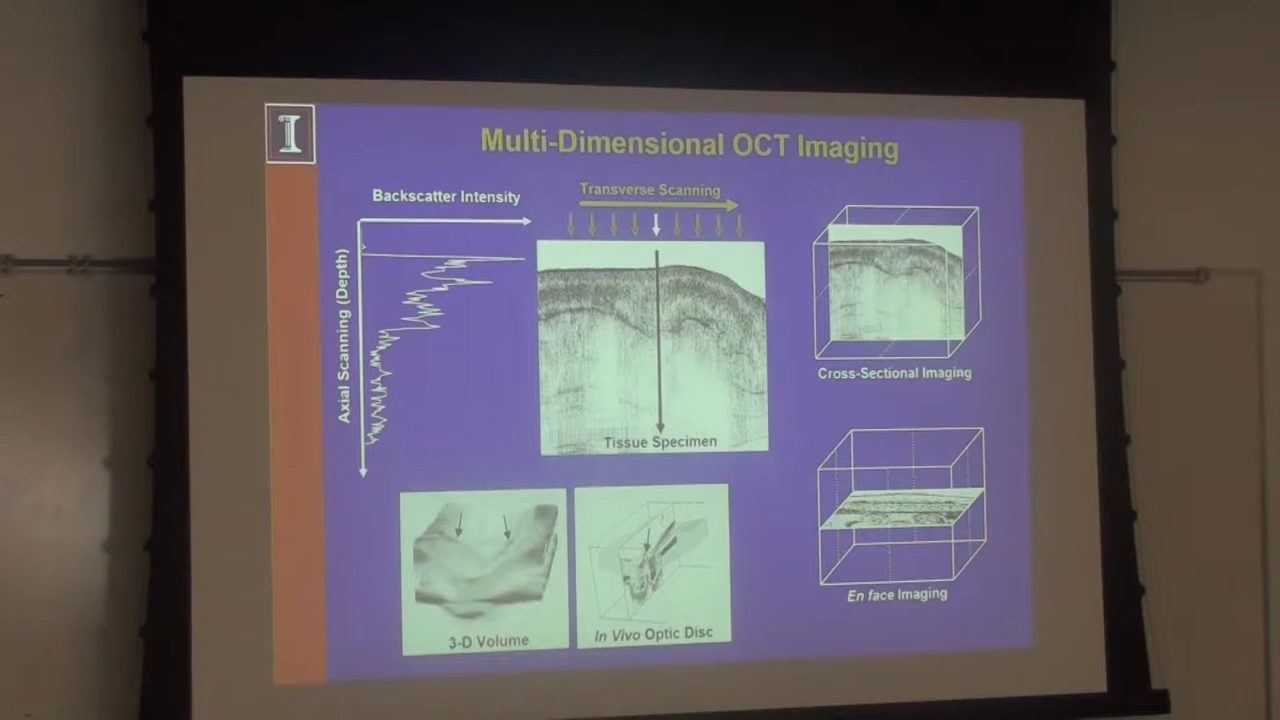 I
Multi-Dimensional OCT Imaging
Backscatter Intensity
Transverse Scanning
Axial Scanning (Depth)
Tissue Specimen
Cross-Sectional Imaging
3-D Volume
In Vivo Optic Disc
En face Imaging